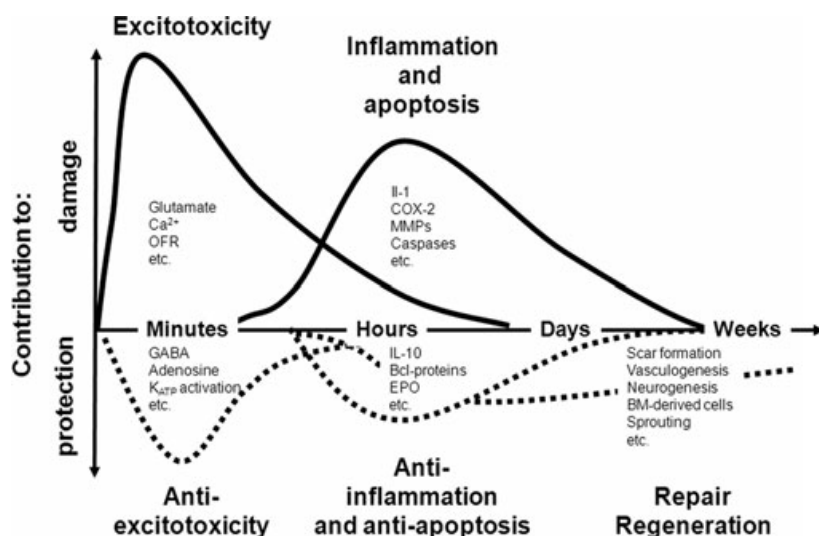 Excitotoxicity
Inflammation
and
apoptosis
Contribution to:
damage
protection
Glutamate
Ca²⁺
OFR
etc.
Il-1
COX-2
MMPs
Caspases
etc.
Minutes
Hours
Days
Weeks
GABA
Adenosine
K_ATP activation
etc.
IL-10
Bcl-proteins
EPO
etc.
Scar formation
Vasculogenesis
Neurogenesis
BM-derived cells
Sprouting
etc.
Anti-
excitotoxicity
Anti-
inflammation
and anti-apoptosis
Repair
Regeneration